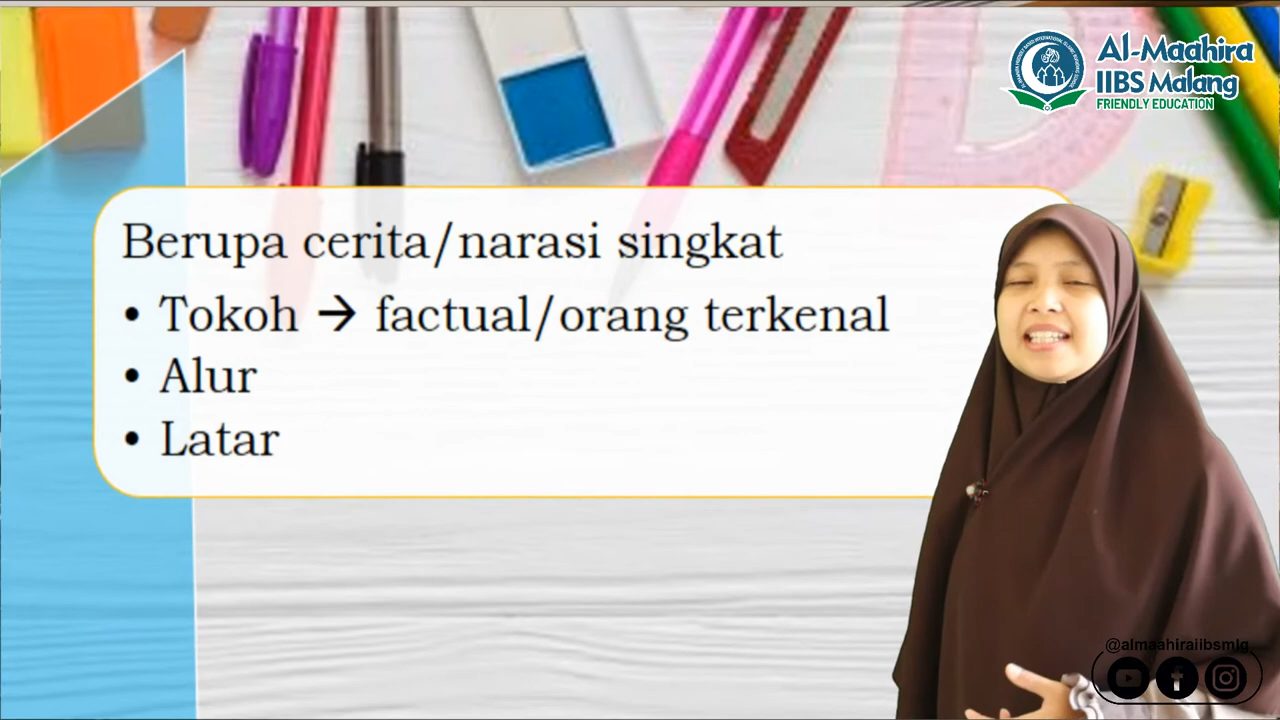 Al-Maahira
IIBS Malang
FRIENDLY EDUCATION
Berupa cerita/narasi singkat
• Tokoh → factual/orang terkenal
• Alur
• Latar
@almaahiraiibsmlg